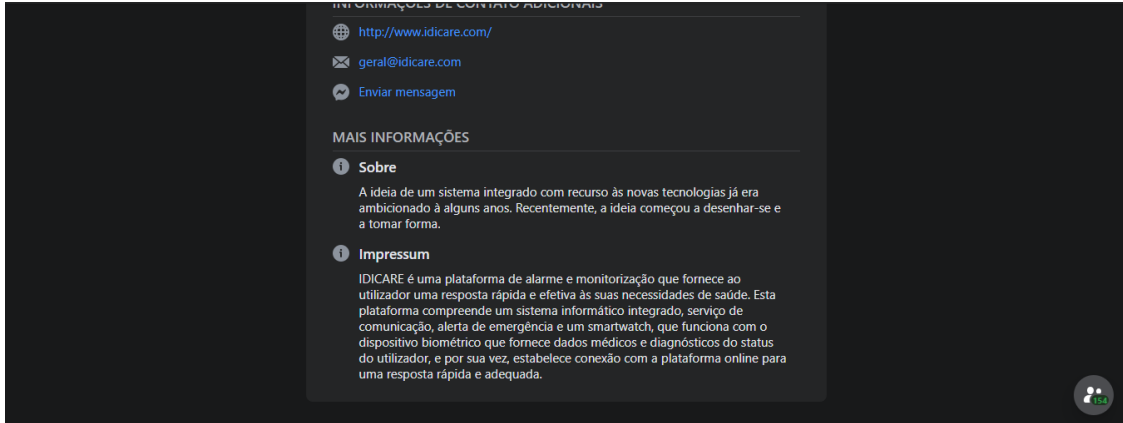 INFORMAÇÕES DE CONTATO ADICIONAIS
http://www.idicare.com/
geral@idicare.com
Enviar mensagem
MAIS INFORMAÇÕES
Sobre
A ideia de um sistema integrado com recurso às novas tecnologias já era
ambicionado à alguns anos. Recentemente, a ideia começou a desenhar-se e
a tomar forma.
Impressum
IDICARE é uma plataforma de alarme e monitorização que fornece ao
utilizador uma resposta rápida e efetiva às suas necessidades de saúde. Esta
plataforma compreende um sistema informático integrado, serviço de
comunicação, alerta de emergência e um smartwatch, que funciona com o
dispositivo biométrico que fornece dados médicos e diagnósticos do status
do utilizador, e por sua vez, estabelece conexão com a plataforma online para
uma resposta rápida e adequada.
154